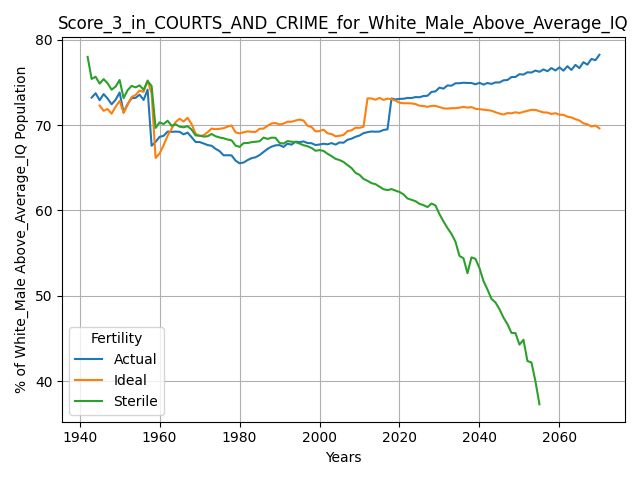 Score_3_in_COURTS_AND_CRIME_for_White_Male_Above_Average_IQ
% of White_Male Above_Average_IQ Population
80
70
60
50
40
Fertility
Actual
Ideal
Sterile
1940
1960
1980
2000
2020
2040
2060
Years